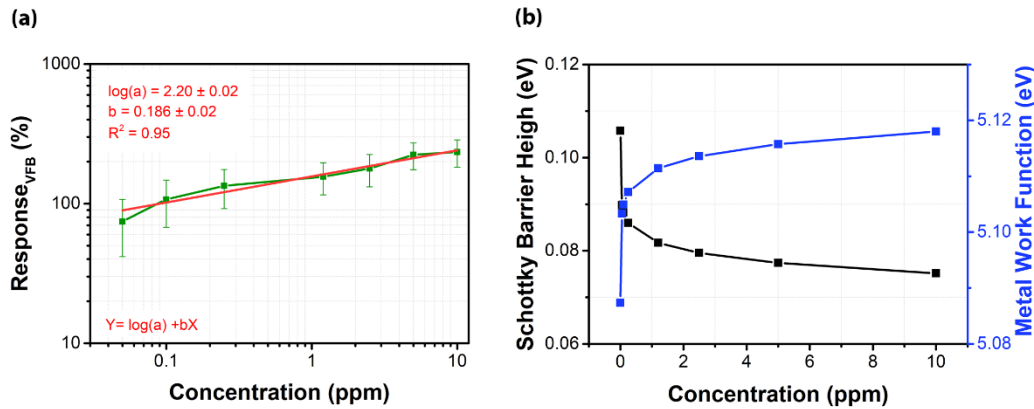 (a)
1000
100
10
Response_VFB (%)
log(a) = 2.20 ± 0.02
b = 0.186 ± 0.02
R² = 0.95
Y= log(a) +bX
0.1
1
10
Concentration (ppm)
(b)
0.12
0.10
0.08
0.06
Schottky Barrier Heigh (eV)
5.12
5.10
5.08
Metal Work Function (eV)
0
2
4
6
8
10
Concentration (ppm)